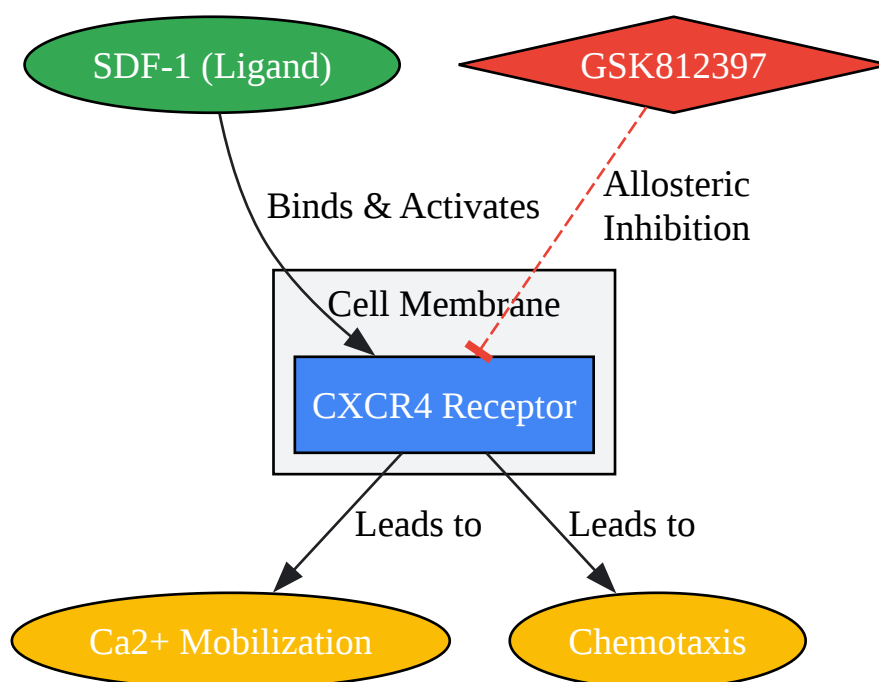 SDF-1 (Ligand)
GSK812397
Binds & Activates
Allosteric
Inhibition
Cell Membrane
CXCR4 Receptor
Leads to
Leads to
Ca2+ Mobilization
Chemotaxis